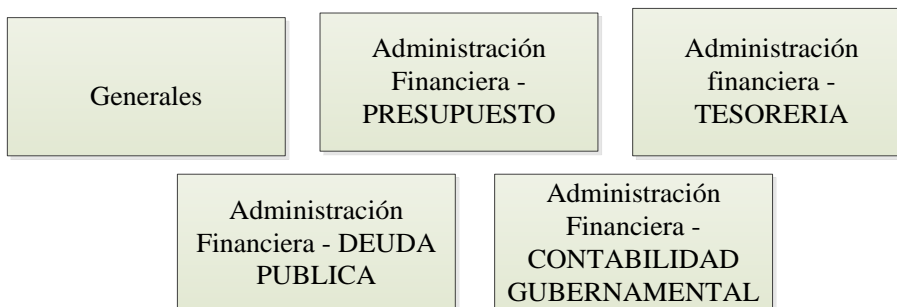 Generales
Administración
Financiera -
PRESUPUESTO
Administración
financiera -
TESORERIA
Administración
Financiera - DEUDA
PUBLICA
Administración
Financiera -
CONTABILIDAD
GUBERNAMENTAL